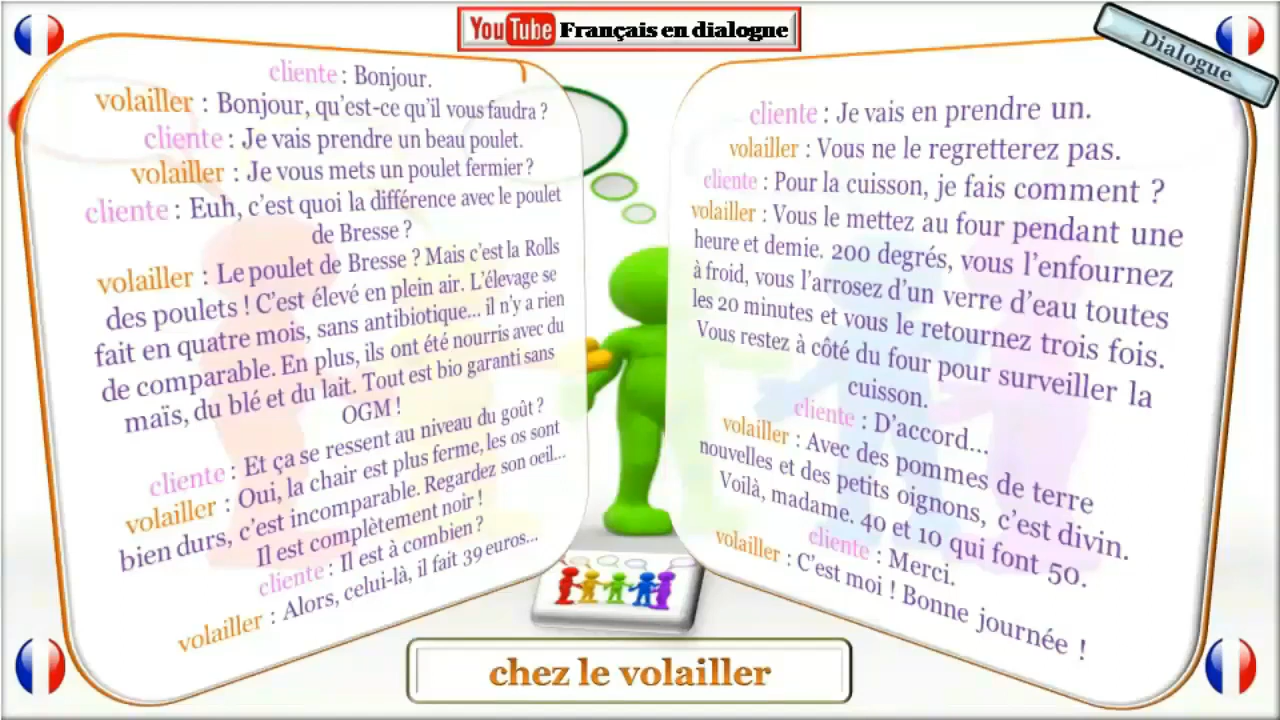 YouTube Français en dialogue
Dialogue
cliente : Bonjour.
volailler : Bonjour, qu'est-ce qu'il vous faudra ?
cliente : Je vais prendre un beau poulet.
volailler : Je vous mets un poulet fermier ?
cliente : Euh, c'est quoi la différence avec le poulet
de Bresse ?
volailler : Le poulet de Bresse ? Mais c'est la Rolls
des poulets ! C'est élevé en plein air. L'élevage se
fait en quatre mois, sans antibiotique... il n'y a rien
de comparable. En plus, ils ont été nourris avec du
maïs, du blé et du lait. Tout est bio garanti sans
OGM !
cliente : Et ça se ressent au niveau du goût ?
volailler : Oui, la chair est plus ferme, les os sont
bien durs, c'est incomparable. Regardez son oeil...
Il est complètement noir !
cliente : Il est à combien ?
volailler : Alors, celui-là, il fait 39 euros...
cliente : Je vais en prendre un.
volailler : Vous ne le regretterez pas.
cliente : Pour la cuisson, je fais comment ?
volailler : Vous le mettez au four pendant une
heure et demie. 200 degrés, vous l'enfournez
à froid, vous l'arrosez d'un verre d'eau toutes
les 20 minutes et vous le retournez trois fois.
Vous restez à côté du four pour surveiller la
cuisson.
cliente : D'accord...
volailler : Avec des pommes de terre
nouvelles et des petits oignons, c'est divin.
Voilà, madame. 40 et 10 qui font 50.
cliente : Merci.
volailler : C'est moi ! Bonne journée !
chez le volailler